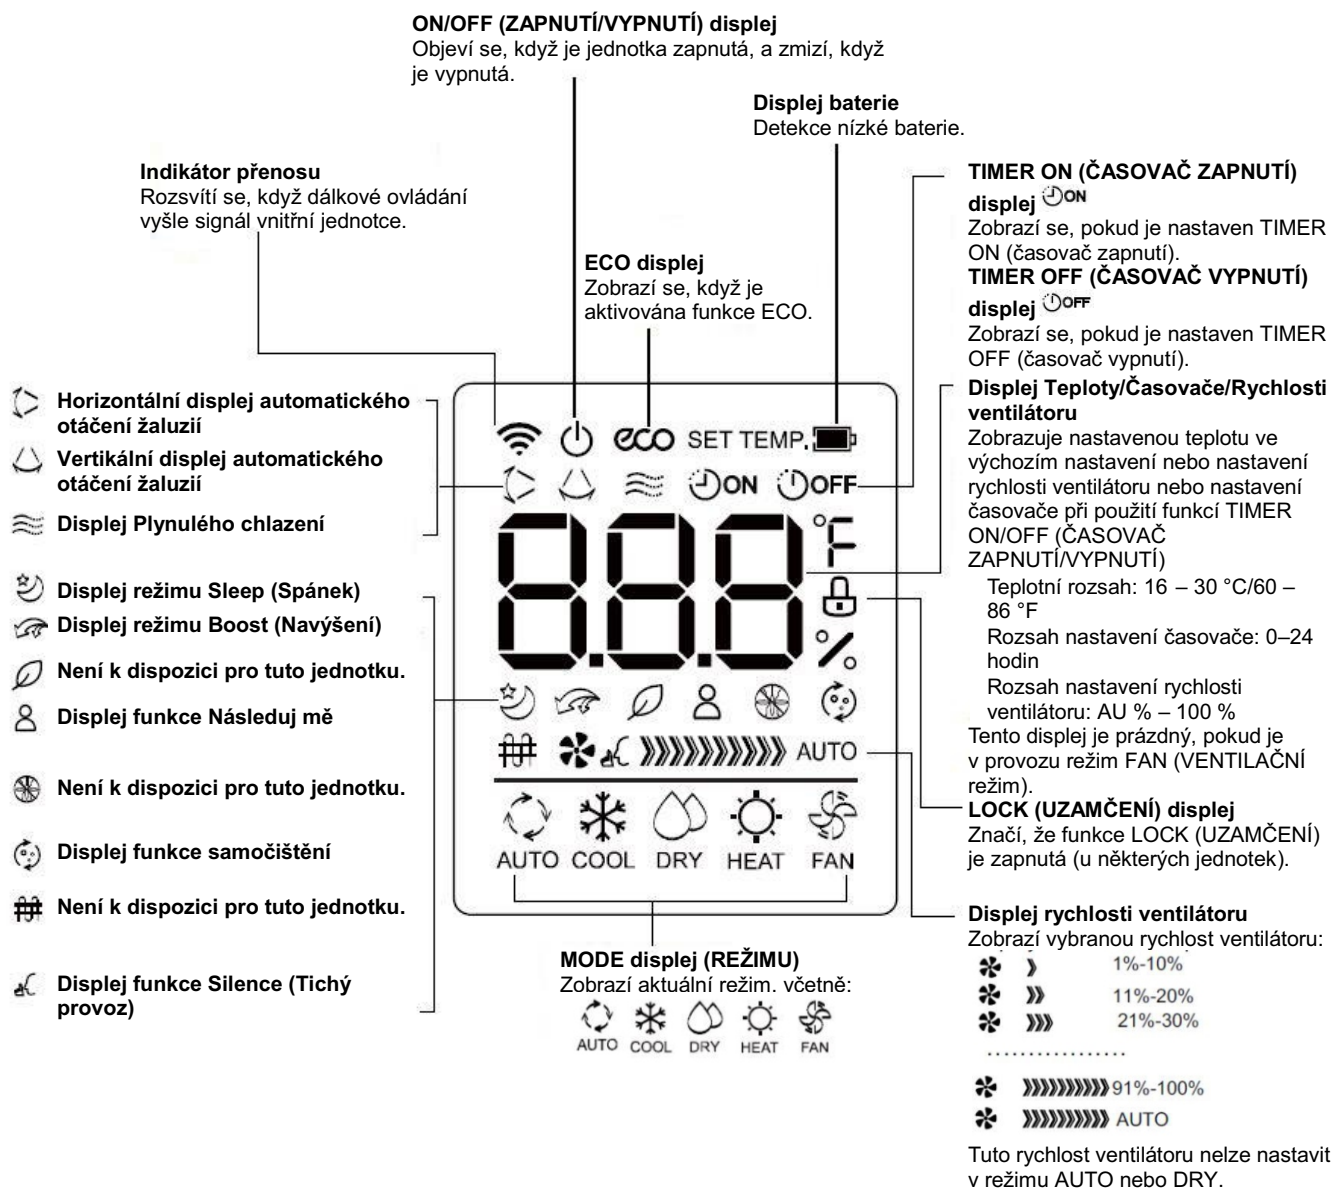 ON/OFF (ZAPNUTÍ/VYPNUTÍ) displej
Objeví se, když je jednotka zapnutá, a zmizí, když
je vypnutá.
Displej baterie
Detekce nízké baterie.
Indikátor přenosu
Rozsvítí se, když dálkové ovládání
vyšle signál vnitřní jednotce.
ECO displej
Zobrazí se, když je
aktivována funkce ECO.
TIMER ON (ČASOVAČ ZAPNUTÍ)
displej ON
Zobrazí se, pokud je nastaven TIMER
ON (časovač zapnutí).
TIMER OFF (ČASOVAČ VYPNUTÍ)
displej OFF
Zobrazí se, pokud je nastaven TIMER
OFF (časovač vypnutí).
Displej Teploty/Časovače/Rychlosti
ventilátoru
Zobrazuje nastavenou teplotu ve
výchozím nastavení nebo nastavení
rychlosti ventilátoru nebo nastavení
časovače při použití funkcí TIMER
ON/OFF (ČASOVAČ
ZAPNUTÍ/VYPNUTÍ)
Teplotní rozsah: 16 – 30 °C/60 –
86 °F
Rozsah nastavení časovače: 0–24
hodin
Rozsah nastavení rychlosti
ventilátoru: AU % – 100 %
Tento displej je prázdný, pokud je
v provozu režim FAN (VENTILAČNÍ
režim).
LOCK (UZAMČENÍ) displej
Značí, že funkce LOCK (UZAMČENÍ)
je zapnutá (u některých jednotek).
Displej rychlosti ventilátoru
Zobrazí vybranou rychlost ventilátoru:
1%-10%
11%-20%
21%-30%
.................
91%-100%
AUTO
Tuto rychlost ventilátoru nelze nastavit
v režimu AUTO nebo DRY.
Horizontální displej automatického
otáčení žaluzií
Vertikální displej automatického
otáčení žaluzií
Displej Plynulého chlazení
Displej režimu Sleep (Spánek)
Displej režimu Boost (Navýšení)
Není k dispozici pro tuto jednotku.
Displej funkce Následuj mě
Není k dispozici pro tuto jednotku.
Displej funkce samočištění
Není k dispozici pro tuto jednotku.
Displej funkce Silence (Tichý
provoz)
eco SET TEMP.
ON OFF
8.8.8 °F
%
AUTO
AUTO COOL DRY HEAT FAN
MODE displej (REŽIMU)
Zobrazí aktuální režim. včetně:
AUTO COOL DRY HEAT FAN